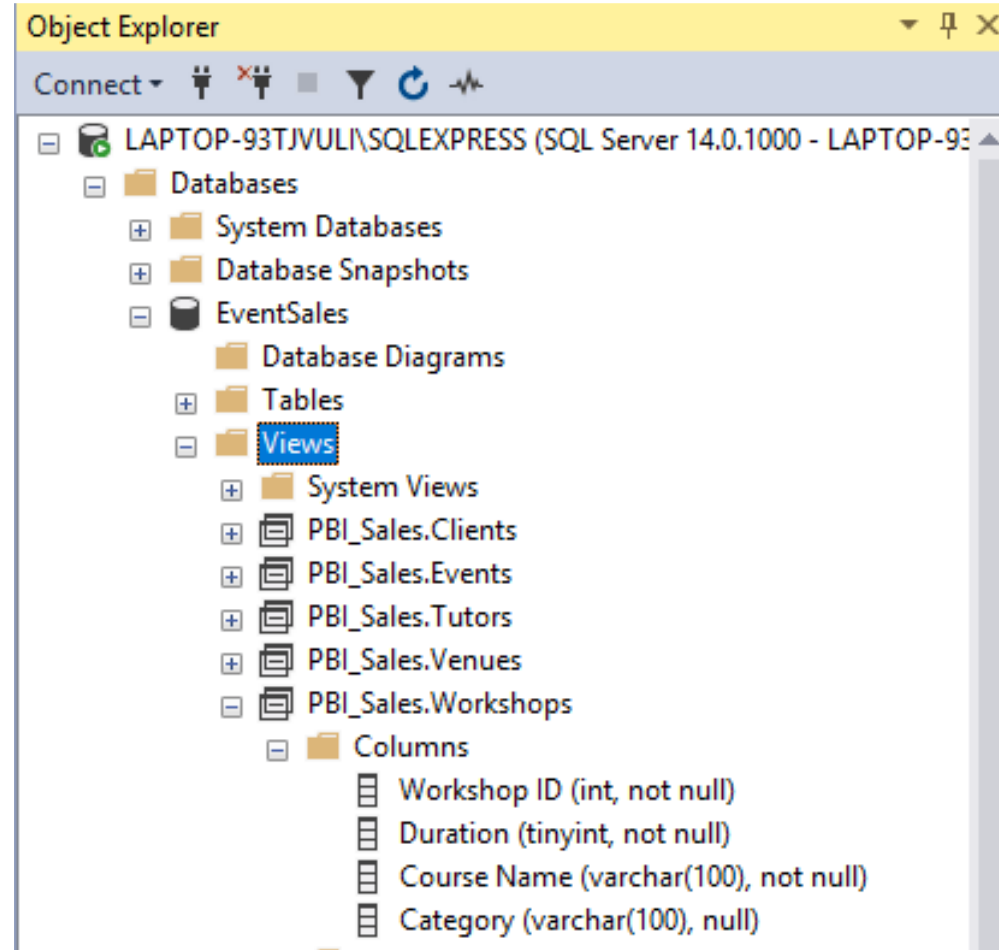 Object Explorer
Connect
LAPTOP-93TJVULI\SQLEXPRESS (SQL Server 14.0.1000 - LAPTOP-93
Databases
System Databases
Database Snapshots
EventSales
Database Diagrams
Tables
Views
System Views
PBI_Sales.Clients
PBI_Sales.Events
PBI_Sales.Tutors
PBI_Sales.Venues
PBI_Sales.Workshops
Columns
Workshop ID (int, not null)
Duration (tinyint, not null)
Course Name (varchar(100), not null)
Category (varchar(100), null)